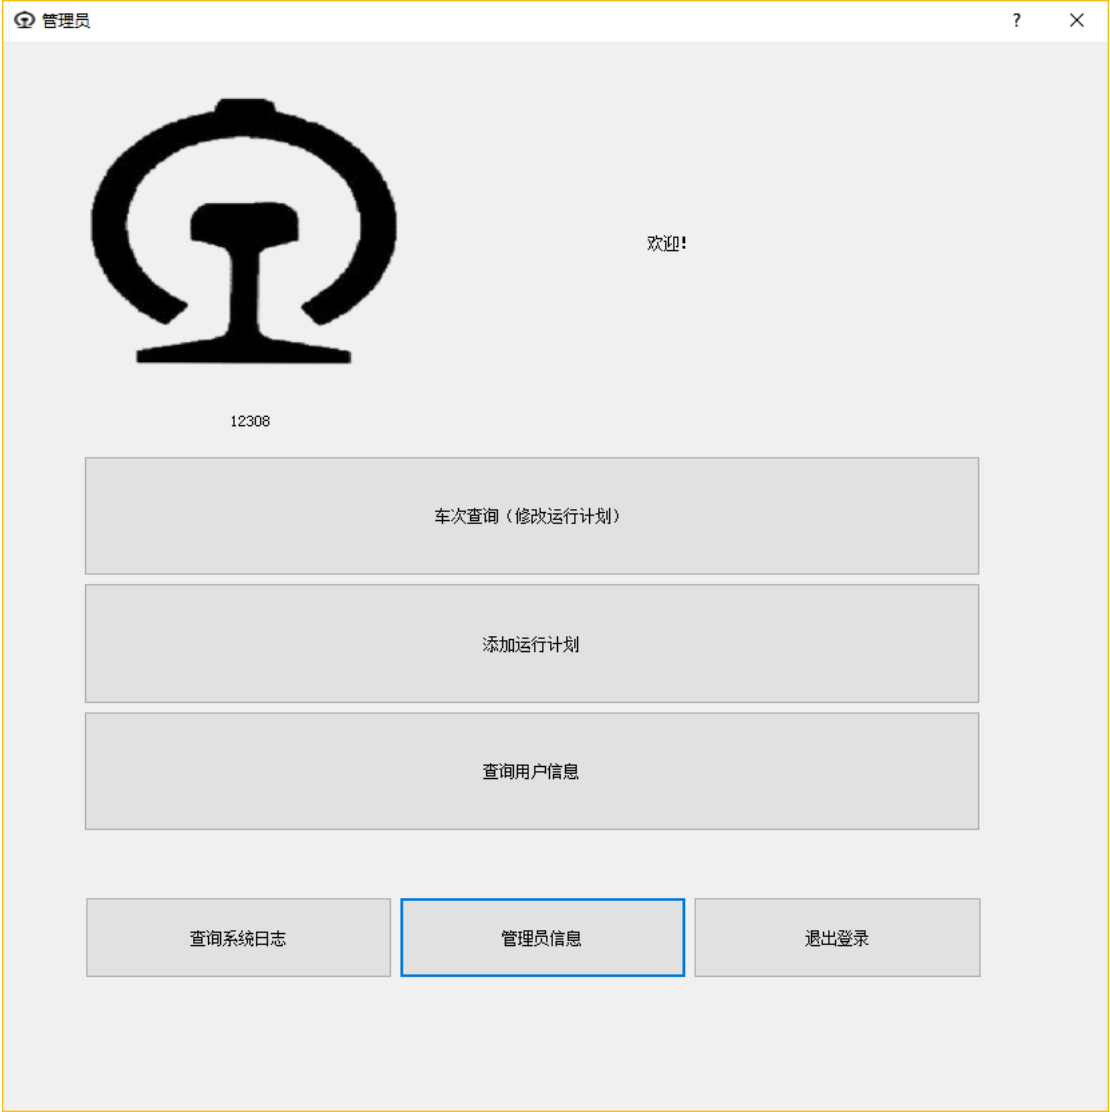 管理员
?
欢迎!
12308
车次查询（修改运行计划）
添加运行计划
查询用户信息
查询系统日志
管理员信息
退出登录